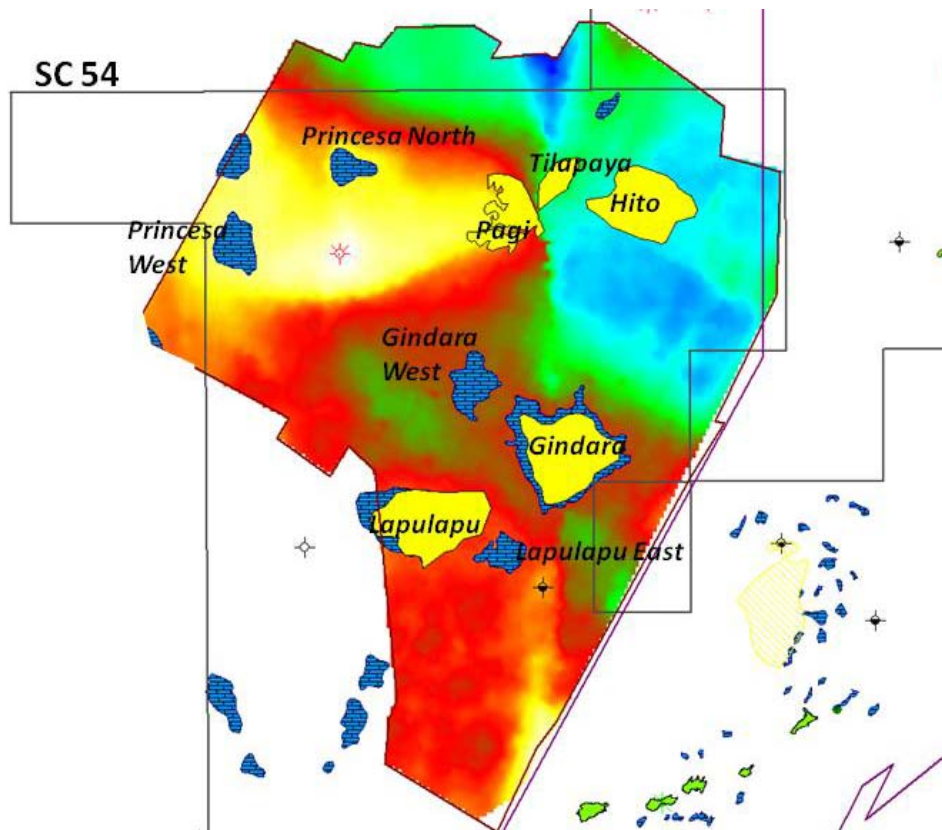 SC 54
Princesa North
Tilapaya
Hito
Pagi
Princesa
West
Gindara
West
Gindara
Lapulapu
Lapulapu East